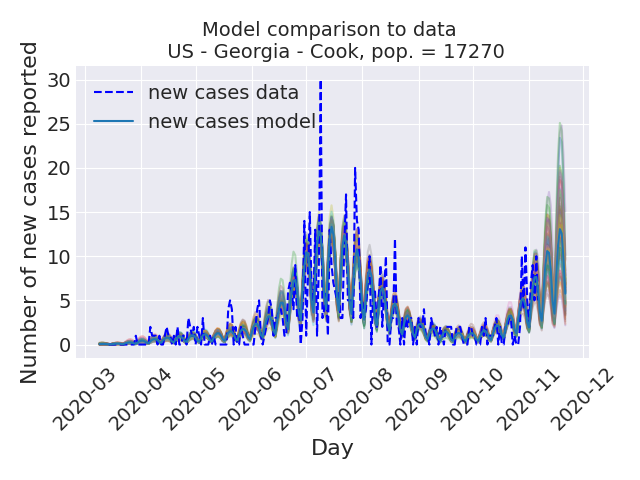 Model comparison to data
US - Georgia - Cook, pop. = 17270
Number of new cases reported
30
25
20
15
10
5
0
new cases data
new cases model
2020-03
2020-04
2020-05
2020-06
2020-07
2020-08
2020-09
2020-10
2020-11
2020-12
Day